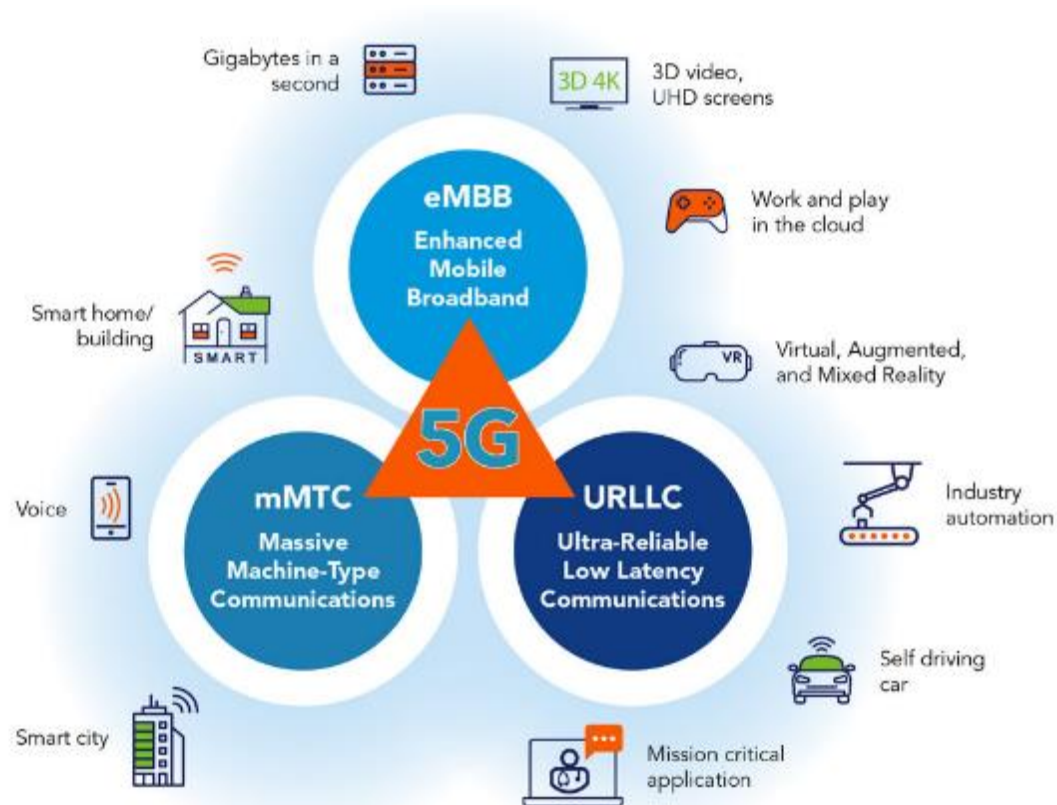 Gigabytes in a
second
3D 4K
3D video,
UHD screens
eMBB
Enhanced
Mobile
Broadband
Work and play
in the cloud
Smart home/
building
SMART
VR
Virtual, Augmented,
and Mixed Reality
5G
Voice
mMTC
Massive
Machine-Type
Communications
URLLC
Ultra-Reliable
Low Latency
Communications
Industry
automation
Self driving
car
Smart city
Mission critical
application